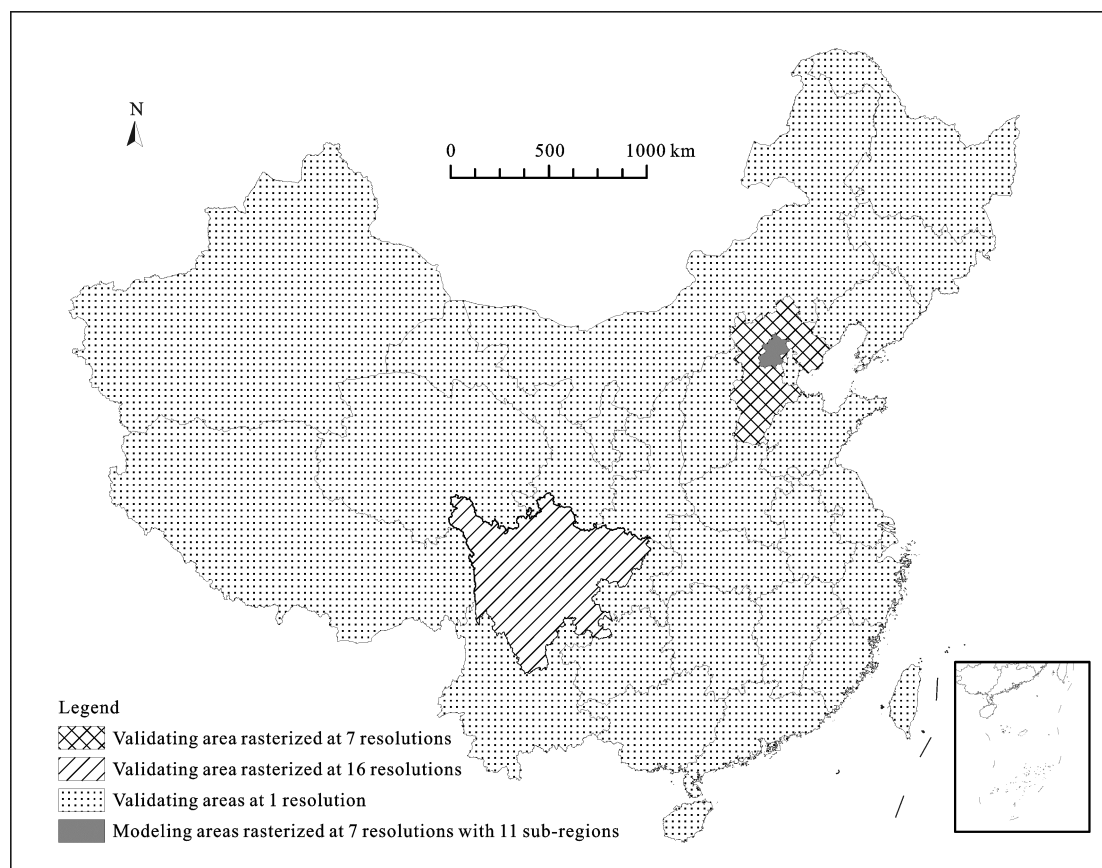 N
0 500 1000 km
Legend
Validating area rasterized at 7 resolutions
Validating area rasterized at 16 resolutions
Validating areas at 1 resolution
Modeling areas rasterized at 7 resolutions with 11 sub-regions